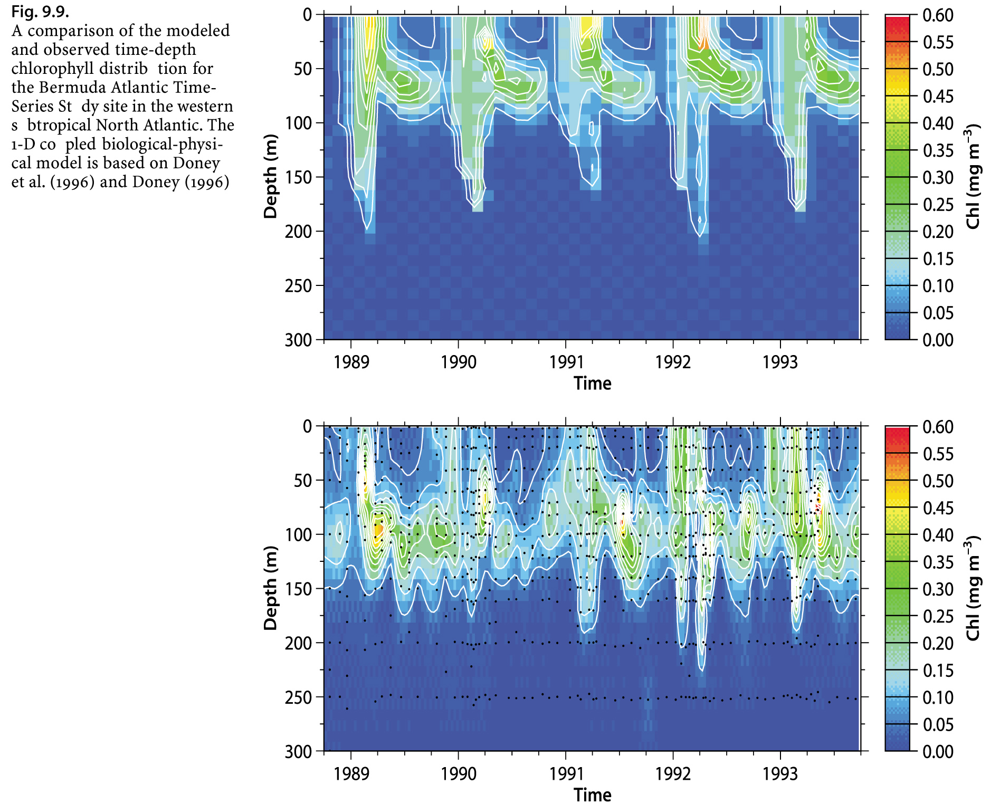 Fig. 9.9.
A comparison of the modeled
and observed time-depth
chlorophyll distrib tion for
the Bermuda Atlantic Time-
Series St dy site in the western
s btropical North Atlantic. The
1-D co pled biological-physi-
cal model is based on Doney
et al. (1996) and Doney (1996)
0
50
100
150
200
250
300
Depth (m)
1989 1990 1991 1992 1993
Time
0.60
0.55
0.50
0.45
0.40
0.35
0.30
0.25
0.20
0.15
0.10
0.05
0.00
Chl (mg m⁻³)
0
50
100
150
200
250
300
Depth (m)
1989 1990 1991 1992 1993
Time
0.60
0.55
0.50
0.45
0.40
0.35
0.30
0.25
0.20
0.15
0.10
0.05
0.00
Chl (mg m⁻³)